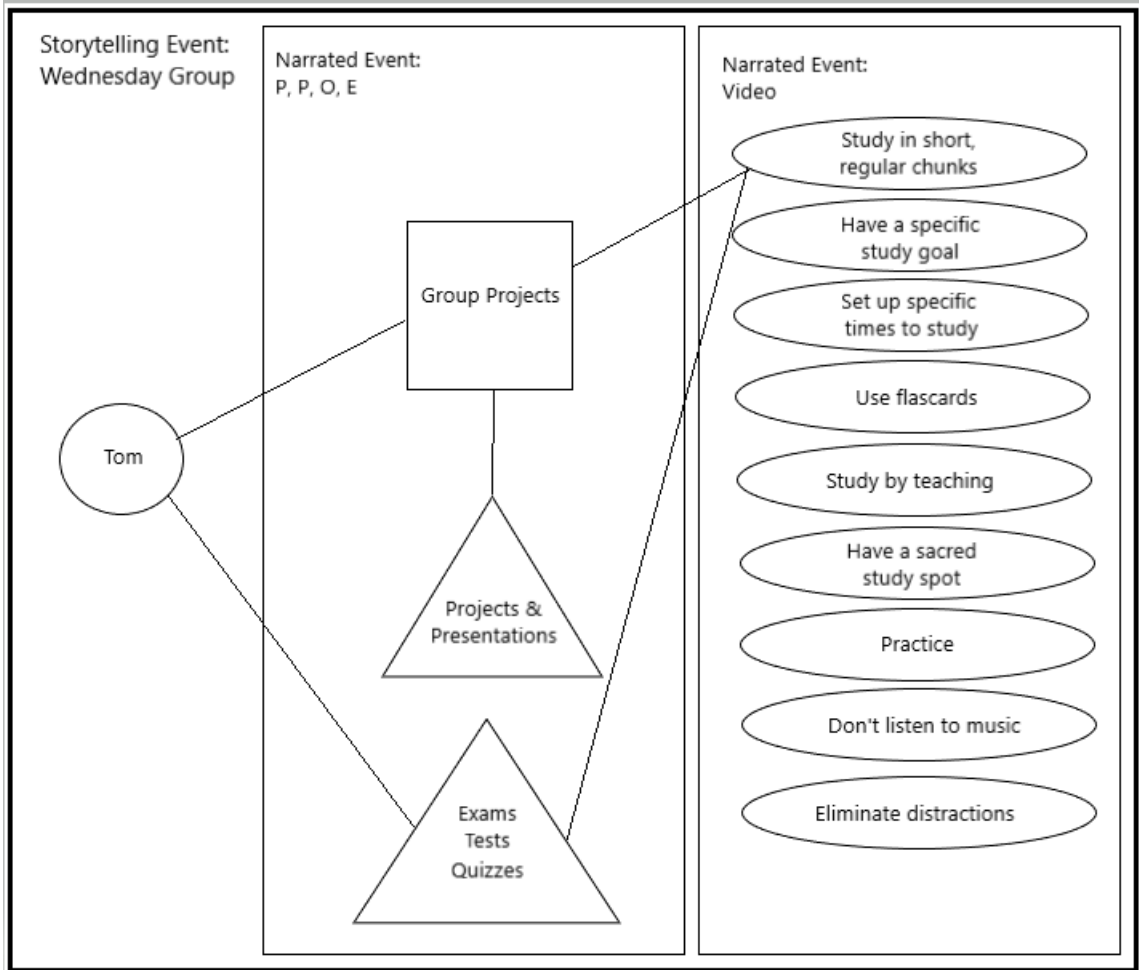 Storytelling Event:
Wednesday Group
Narrated Event:
P, P, O, E
Group Projects
Tom
Projects &
Presentations
Exams
Tests
Quizzes
Narrated Event:
Video
Study in short,
regular chunks
Have a specific
study goal
Set up specific
times to study
Use flascards
Study by teaching
Have a sacred
study spot
Practice
Don't listen to music
Eliminate distractions